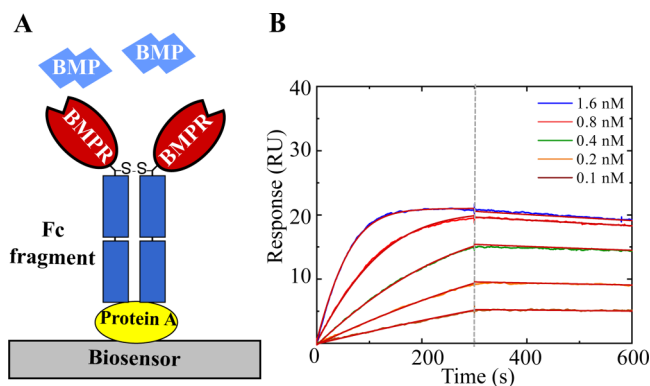 A
BMP
BMP
BMPR
BMPR
S
S
Fc
fragment
Protein A
Biosensor
B
40
30
20
10
0
Response (RU)
1.6 nM
0.8 nM
0.4 nM
0.2 nM
0.1 nM
0
200
400
600
Time (s)